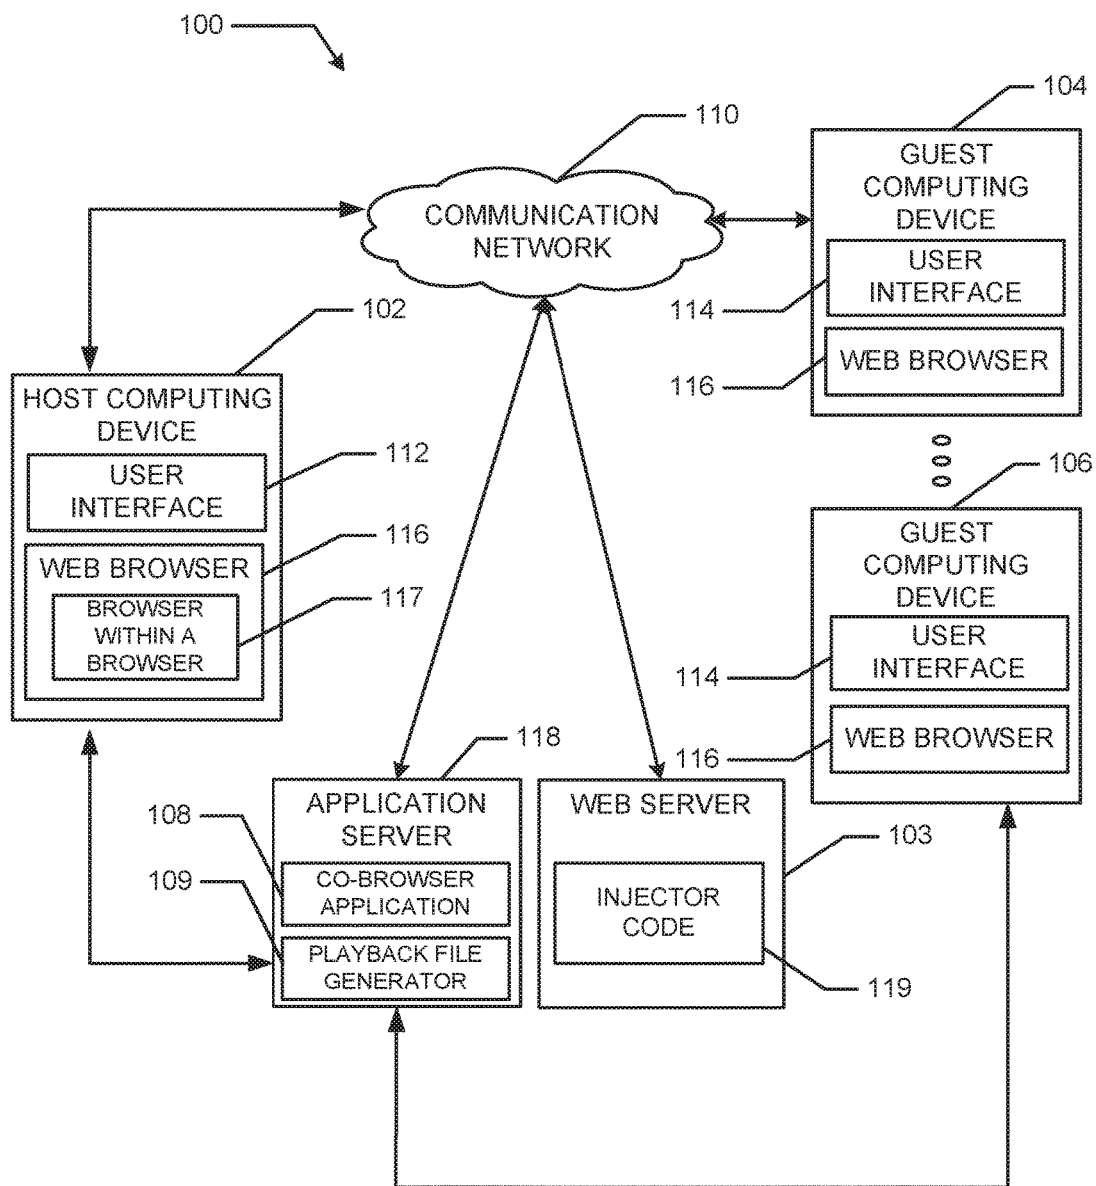 100
110
COMMUNICATION
NETWORK
104
GUEST
COMPUTING
DEVICE
USER
INTERFACE
114
WEB BROWSER
116
102
HOST COMPUTING
DEVICE
USER
INTERFACE
112
WEB BROWSER
116
BROWSER
WITHIN A
BROWSER
117
106
GUEST
COMPUTING
DEVICE
USER
INTERFACE
114
WEB BROWSER
116
118
APPLICATION
SERVER
108
CO-BROWSER
APPLICATION
109
PLAYBACK FILE
GENERATOR
WEB SERVER
103
INJECTOR
CODE
119